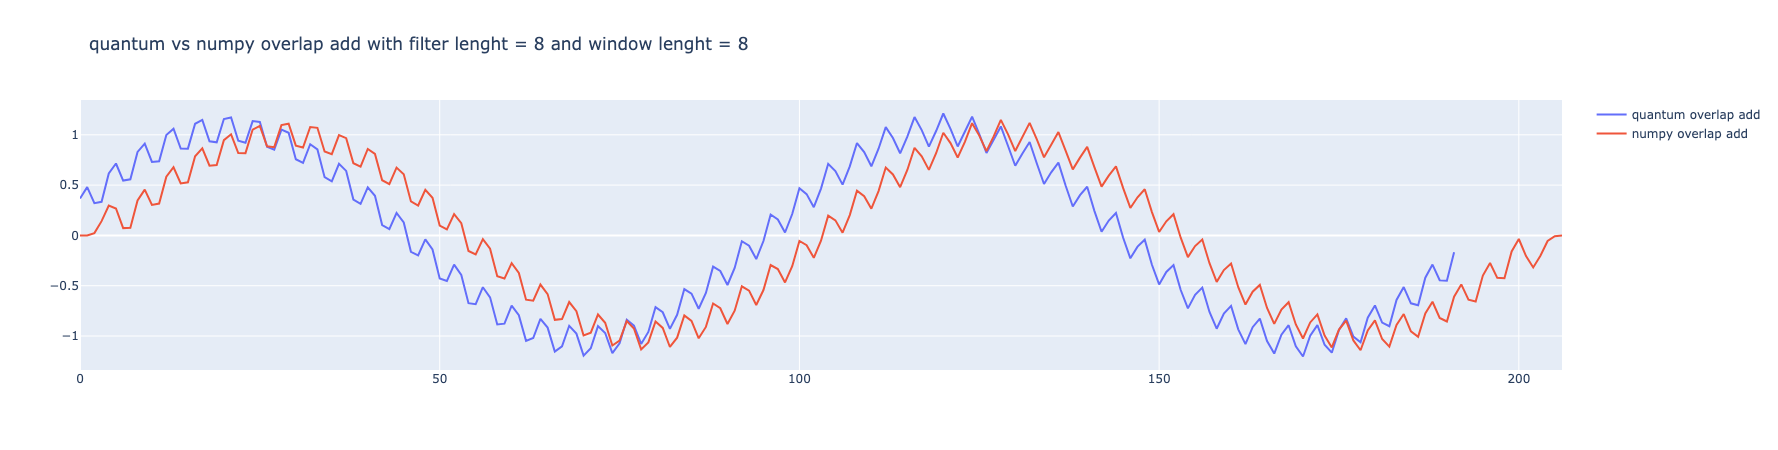 quantum vs numpy overlap add with filter lenght = 8 and window lenght = 8
quantum overlap add
numpy overlap add
1
0.5
0
−0.5
−1
0 50 100 150 200